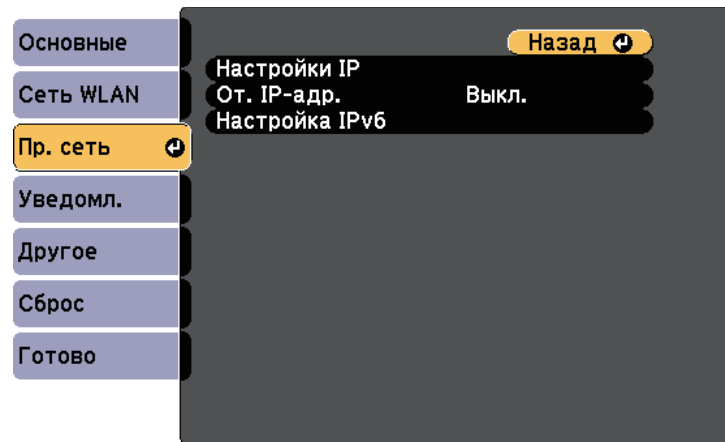 Основные
Сеть WLAN
Пр. сеть
Уведомл.
Другое
Сброс
Готово
Назад
Настройки IP
От. IP-адр. Выкл.
Настройка IPv6